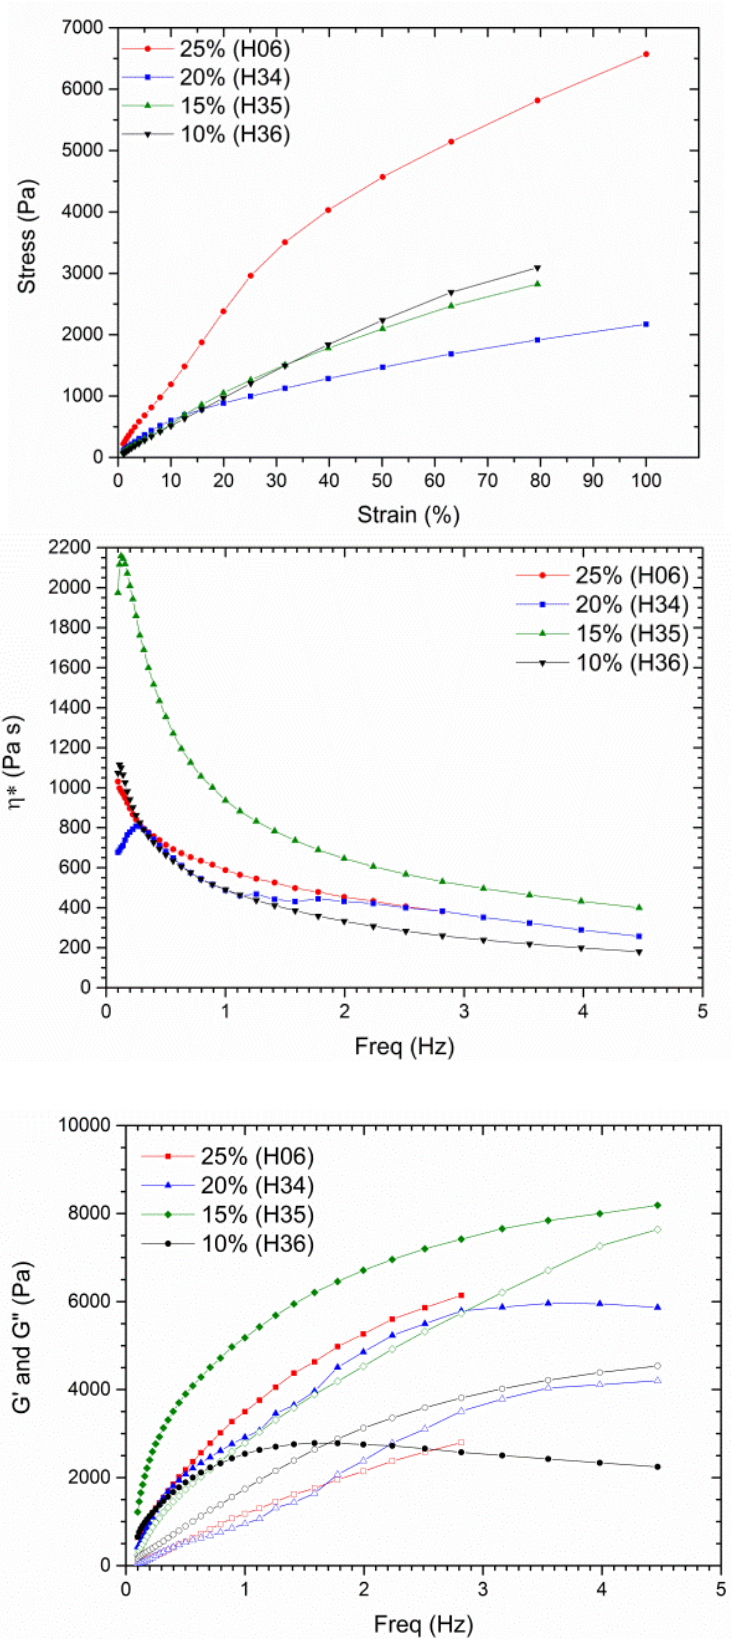 7000
6000
5000
4000
3000
2000
1000
0
Stress (Pa)
25% (H06)
20% (H34)
15% (H35)
10% (H36)
0 10 20 30 40 50 60 70 80 90 100
Strain (%)
2200
2000
1800
1600
1400
1200
1000
800
600
400
200
0
η* (Pa s)
25% (H06)
20% (H34)
15% (H35)
10% (H36)
0 1 2 3 4 5
Freq (Hz)
10000
8000
6000
4000
2000
0
G' and G" (Pa)
25% (H06)
20% (H34)
15% (H35)
10% (H36)
0 1 2 3 4 5
Freq (Hz)